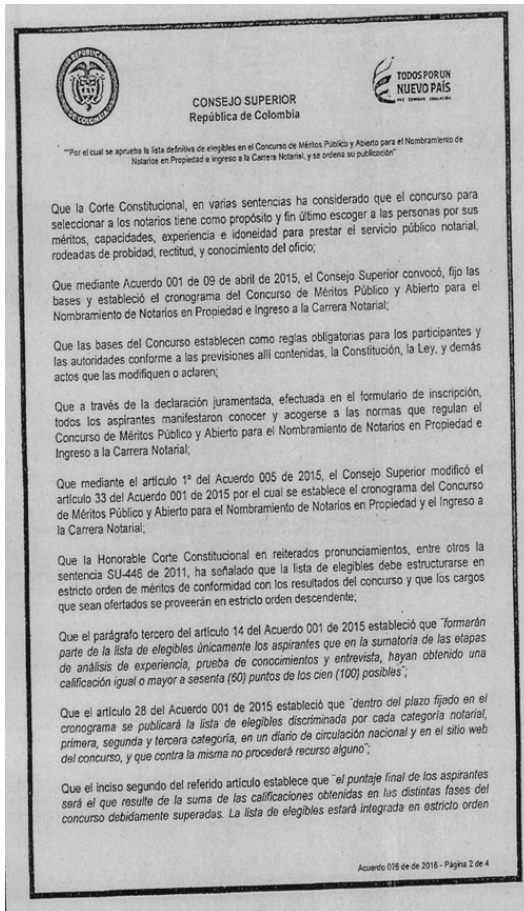 REPUBLICA
DE COLOMBIA
TODOS POR UN
NUEVO PAÍS
PAZ EQUIDAD EDUCACIÓN
CONSEJO SUPERIOR
República de Colombia
""Por el cual se aprueba la lista definitiva de elegibles en el Concurso de Méritos Público y Abierto para el Nombramiento de
Notarios en Propiedad e Ingreso a la Carrera Notarial, y se ordena su publicación"
Que la Corte Constitucional, en varias sentencias ha considerado que el concurso para
seleccionar a los notarios tiene como propósito y fin último escoger a las personas por sus
méritos, capacidades, experiencia e idoneidad para prestar el servicio público notarial,
rodeadas de probidad, rectitud, y conocimiento del oficio;
Que mediante Acuerdo 001 de 09 de abril de 2015, el Consejo Superior convocó, fijo las
bases y estableció el cronograma del Concurso de Méritos Público y Abierto para el
Nombramiento de Notarios en Propiedad e Ingreso a la Carrera Notarial;
Que las bases del Concurso establecen como reglas obligatorias para los participantes y
las autoridades conforme a las previsiones allí contenidas, la Constitución, la Ley, y demás
actos que las modifiquen o aclaren;
Que a través de la declaración juramentada, efectuada en el formulario de inscripción,
todos los aspirantes manifestaron conocer y acogerse a las normas que regulan el
Concurso de Méritos Público y Abierto para el Nombramiento de Notarios en Propiedad e
Ingreso a la Carrera Notarial;
Que mediante el artículo 1º del Acuerdo 005 de 2015, el Consejo Superior modificó el
artículo 33 del Acuerdo 001 de 2015 por el cual se establece el cronograma del Concurso
de Méritos Público y Abierto para el Nombramiento de Notarios en Propiedad y el Ingreso a
la Carrera Notarial;
Que la Honorable Corte Constitucional en reiterados pronunciamientos, entre otros la
sentencia SU-446 de 2011, ha señalado que la lista de elegibles debe estructurarse en
estricto orden de méritos de conformidad con los resultados del concurso y que los cargos
que sean ofertados se proveerán en estricto orden descendente;
Que el parágrafo tercero del artículo 14 del Acuerdo 001 de 2015 estableció que "formarán
parte de la lista de elegibles únicamente los aspirantes que en la sumatoria de las etapas
de análisis de experiencia, prueba de conocimientos y entrevista, hayan obtenido una
calificación igual o mayor a sesenta (60) puntos de los cien (100) posibles";
Que el artículo 28 del Acuerdo 001 de 2015 estableció que "dentro del plazo fijado en el
cronograma se publicará la lista de elegibles discriminada por cada categoría notarial,
primera, segunda y tercera categoría, en un diario de circulación nacional y en el sitio web
del concurso, y que contra la misma no procederá recurso alguno";
Que el inciso segundo del referido artículo establece que "el puntaje final de los aspirantes
será el que resulte de la suma de las calificaciones obtenidas en las distintas fases del
concurso debidamente superadas. La lista de elegibles estará integrada en estricto orden
Acuerdo 026 de de 2016 - Página 2 de 4